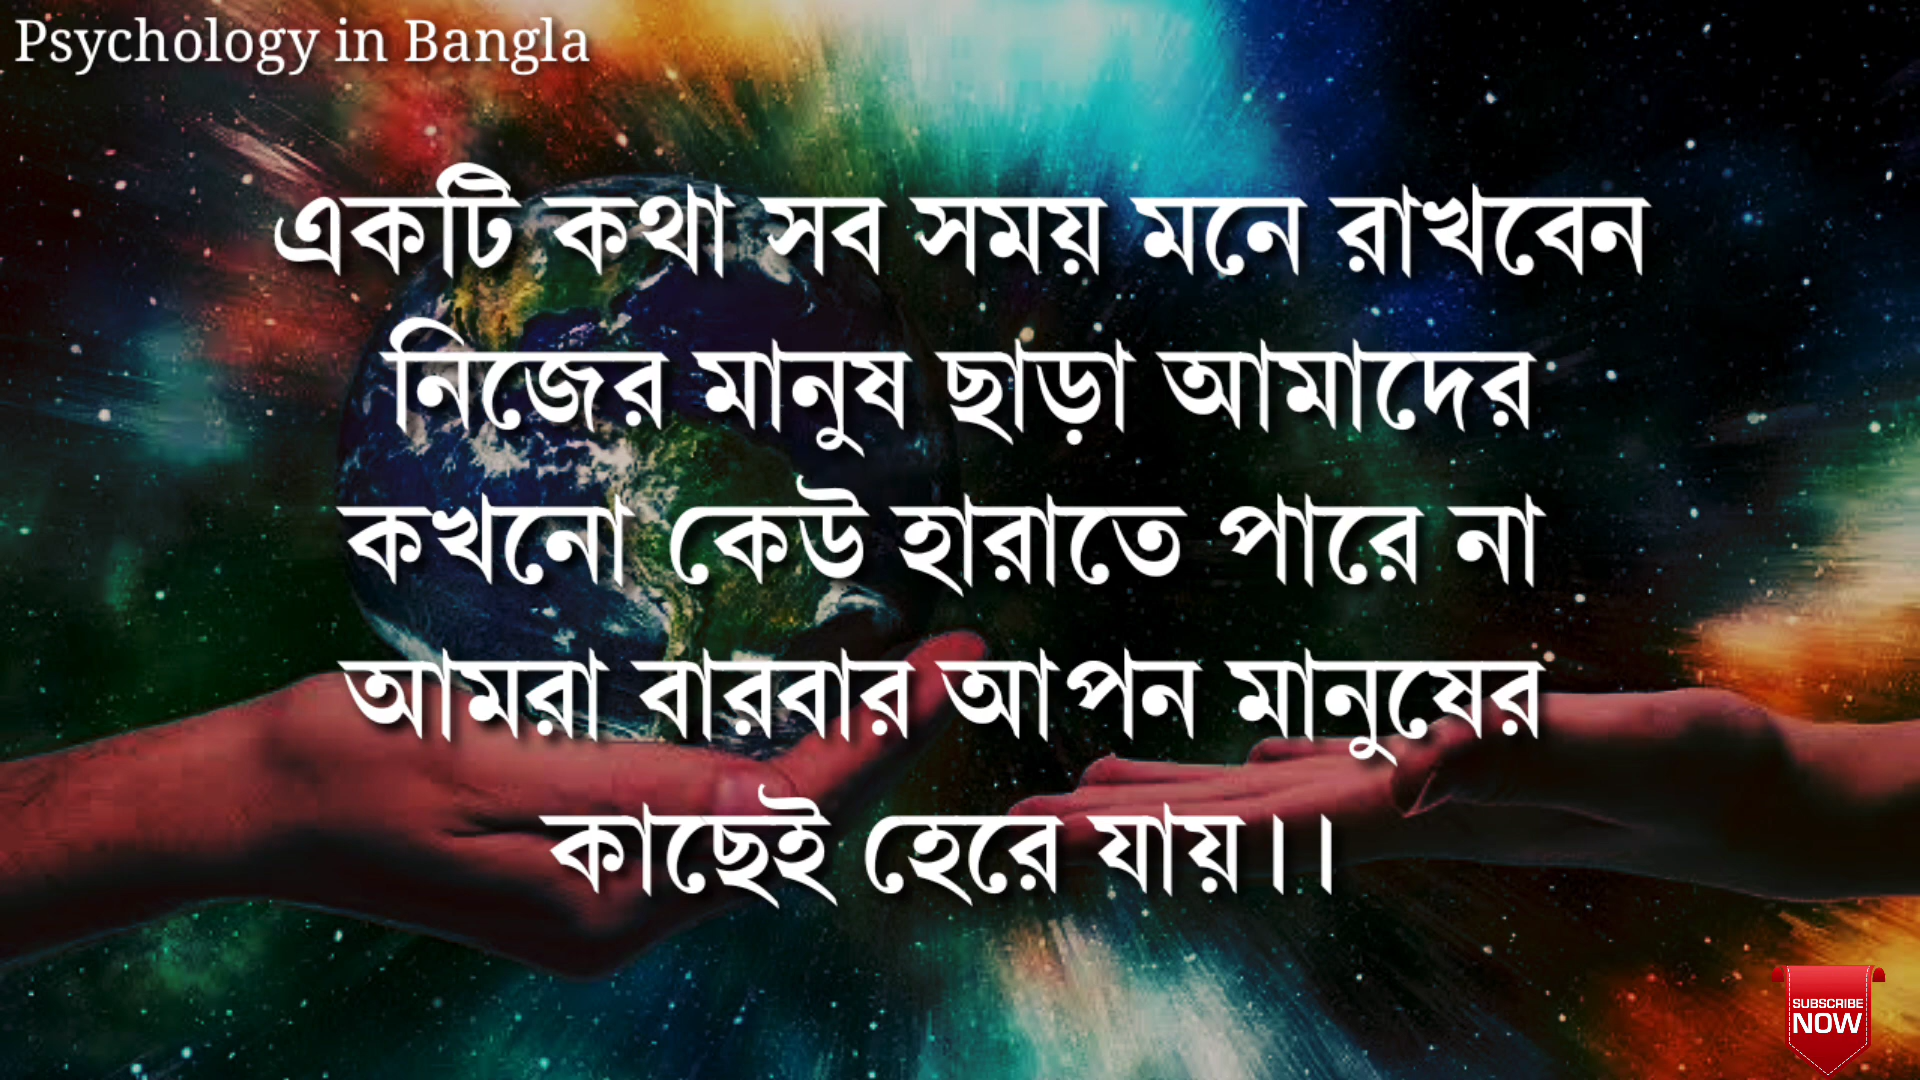 Psychology in Bangla
একটি কথা সব সময় মনে রাখবেন
নিজের মানুষ ছাড়া আমাদের
কখনো কেউ হারাতে পারে না
আমরা বারবার আপন মানুষের
কাছেই হেরে যায়।।
SUBSCRIBE
NOW